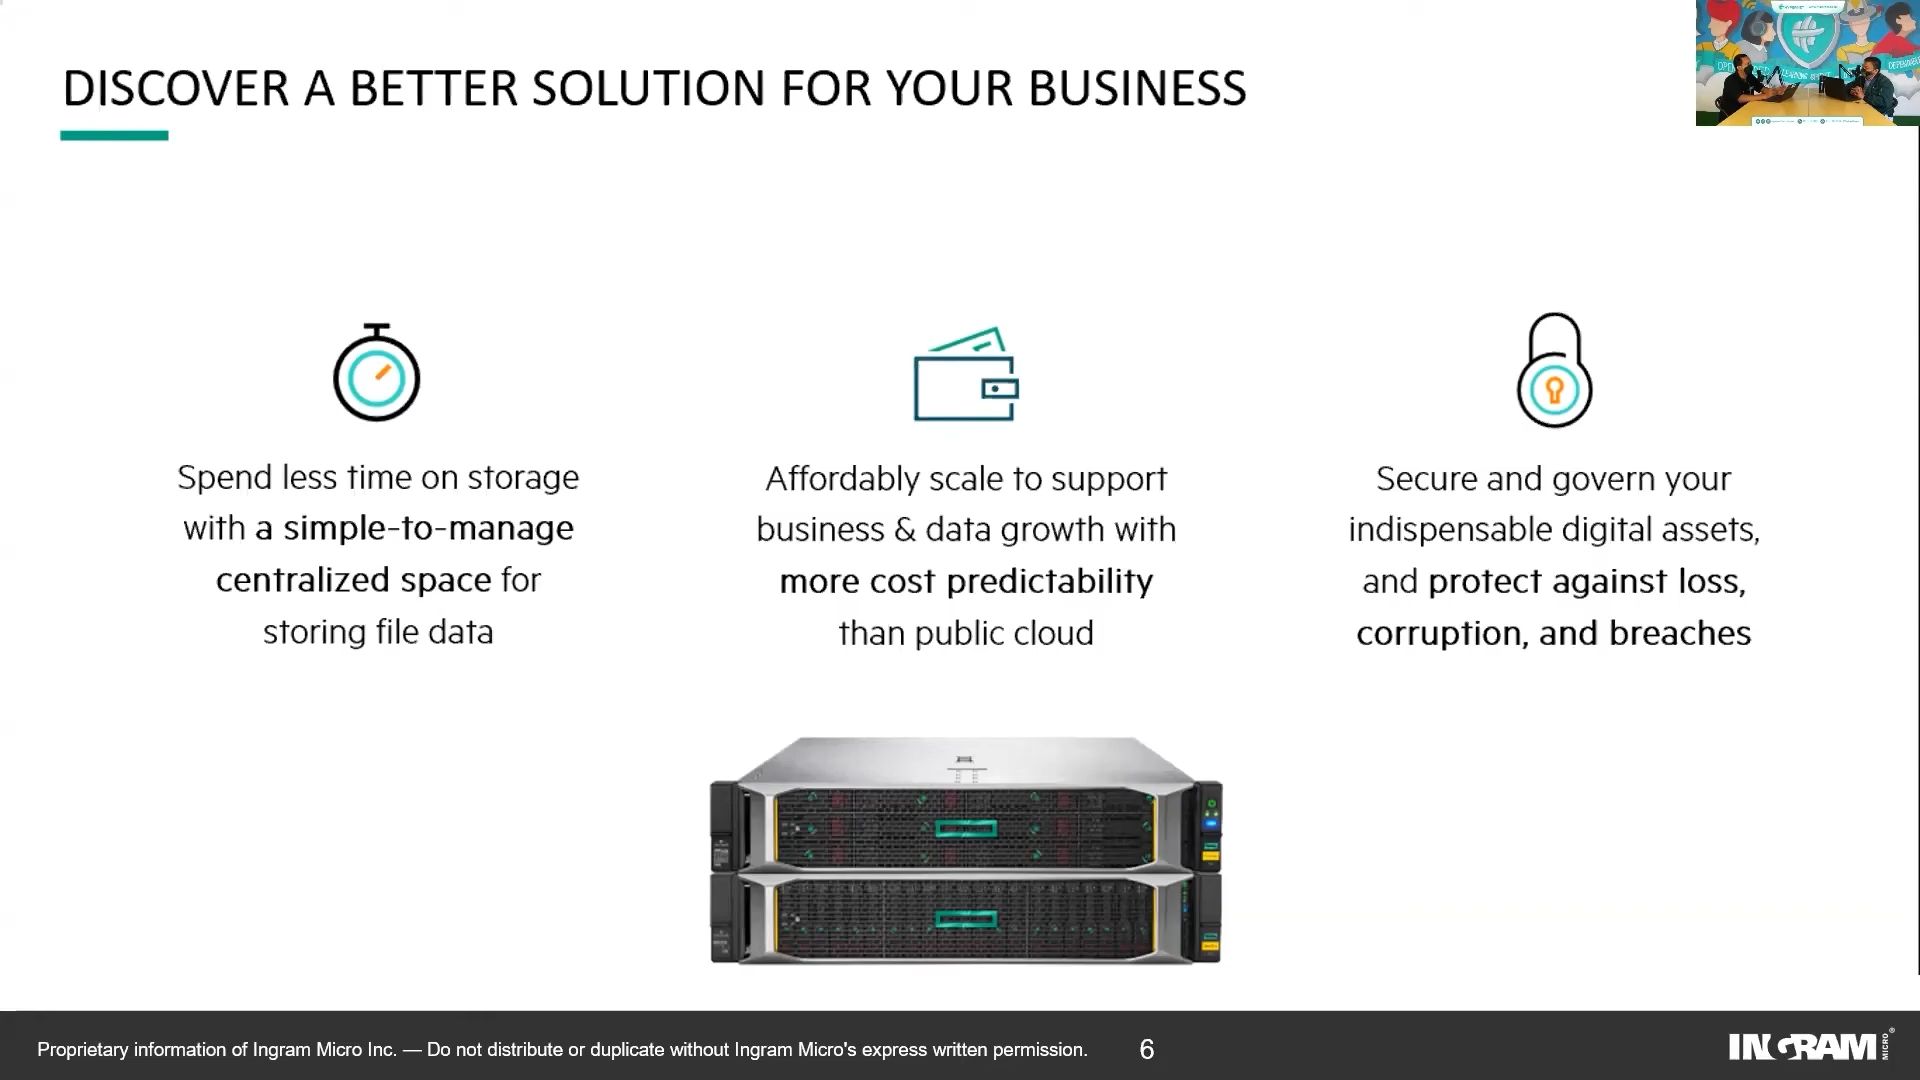 DISCOVER A BETTER SOLUTION FOR YOUR BUSINESS
Spend less time on storage
with a simple-to-manage
centralized space for
storing file data
Affordably scale to support
business & data growth with
more cost predictability
than public cloud
Secure and govern your
indispensable digital assets,
and protect against loss,
corruption, and breaches
Proprietary information of Ingram Micro Inc. — Do not distribute or duplicate without Ingram Micro's express written permission.
6
INGRAM MICRO®